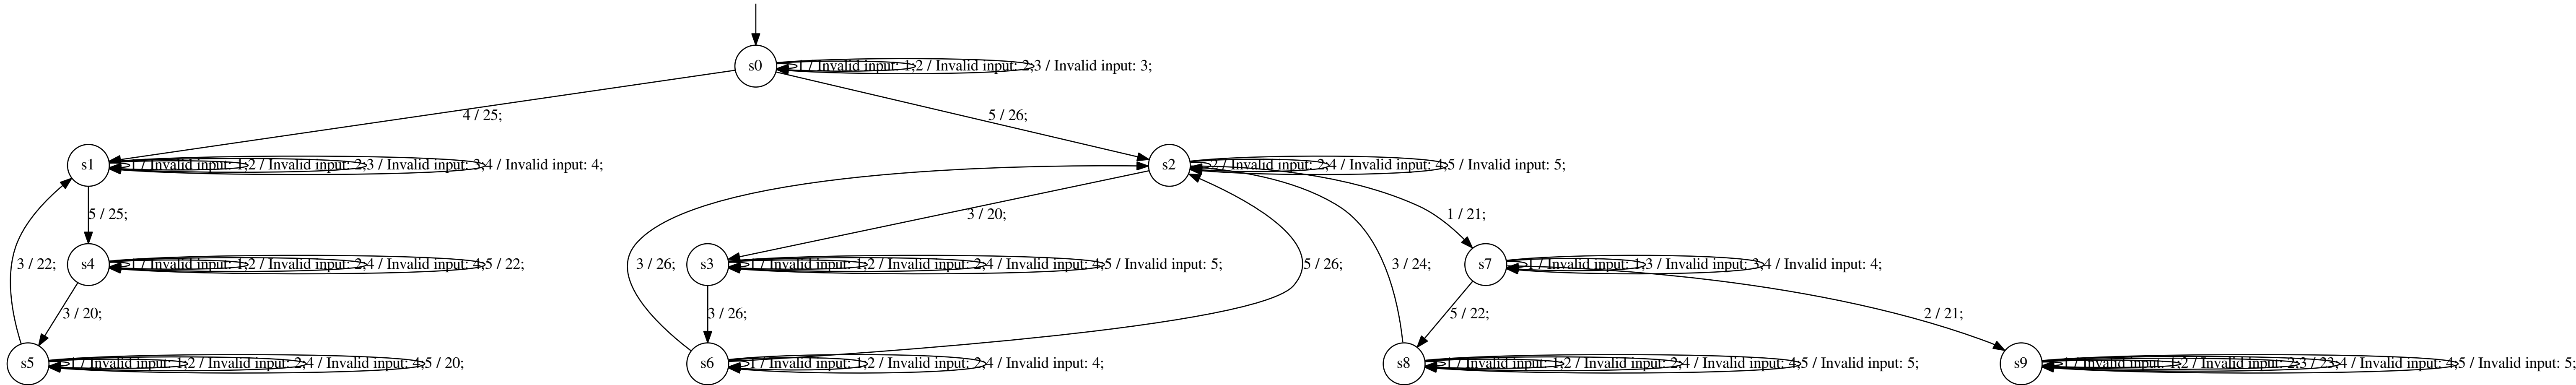 s0
1 / Invalid input: 1;
2 / Invalid input: 2;
3 / Invalid input: 3;
4 / 25;
5 / 26;
s1
1 / Invalid input: 1;
2 / Invalid input: 2;
3 / Invalid input: 3;
4 / Invalid input: 4;
s2
2 / Invalid input: 2;
4 / Invalid input: 4;
5 / Invalid input: 5;
5 / 25;
3 / 20;
1 / 21;
3 / 22;
s4
1 / Invalid input: 1;
2 / Invalid input: 2;
4 / Invalid input: 4;
5 / 22;
3 / 26;
s3
1 / Invalid input: 1;
2 / Invalid input: 2;
4 / Invalid input: 4;
5 / Invalid input: 5;
5 / 26;
3 / 24;
s7
1 / Invalid input: 1;
3 / Invalid input: 3;
4 / Invalid input: 4;
3 / 20;
3 / 26;
5 / 22;
2 / 21;
s5
1 / Invalid input: 1;
2 / Invalid input: 2;
4 / Invalid input: 4;
5 / 20;
s6
1 / Invalid input: 1;
2 / Invalid input: 2;
4 / Invalid input: 4;
s8
1 / Invalid input: 1;
2 / Invalid input: 2;
4 / Invalid input: 4;
5 / Invalid input: 5;
s9
1 / Invalid input: 1;
2 / Invalid input: 2;
3 / 23;
4 / Invalid input: 4;
5 / Invalid input: 5;